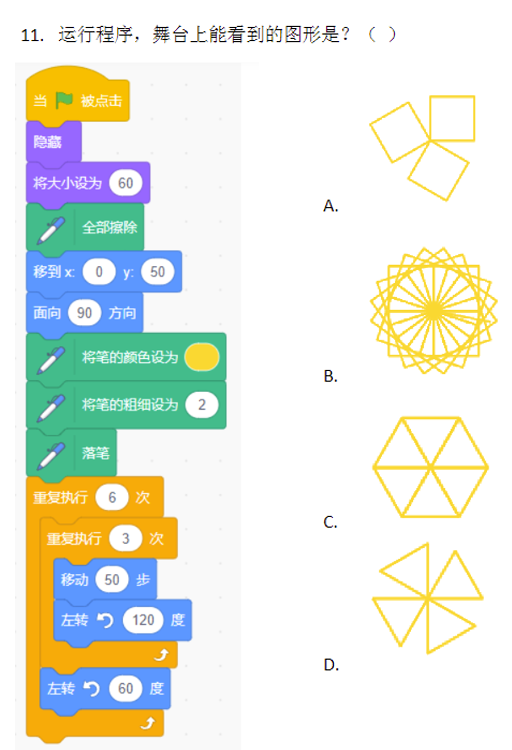 11. 运行程序，舞台上能看到的图形是？（ ）
当 被点击
隐藏
将大小设为 60
全部擦除
移到 x: 0 y: 50
面向 90 方向
将笔的颜色设为
将笔的粗细设为 2
落笔
重复执行 6 次
重复执行 3 次
移动 50 步
左转 120 度
左转 60 度
A.
B.
C.
D.